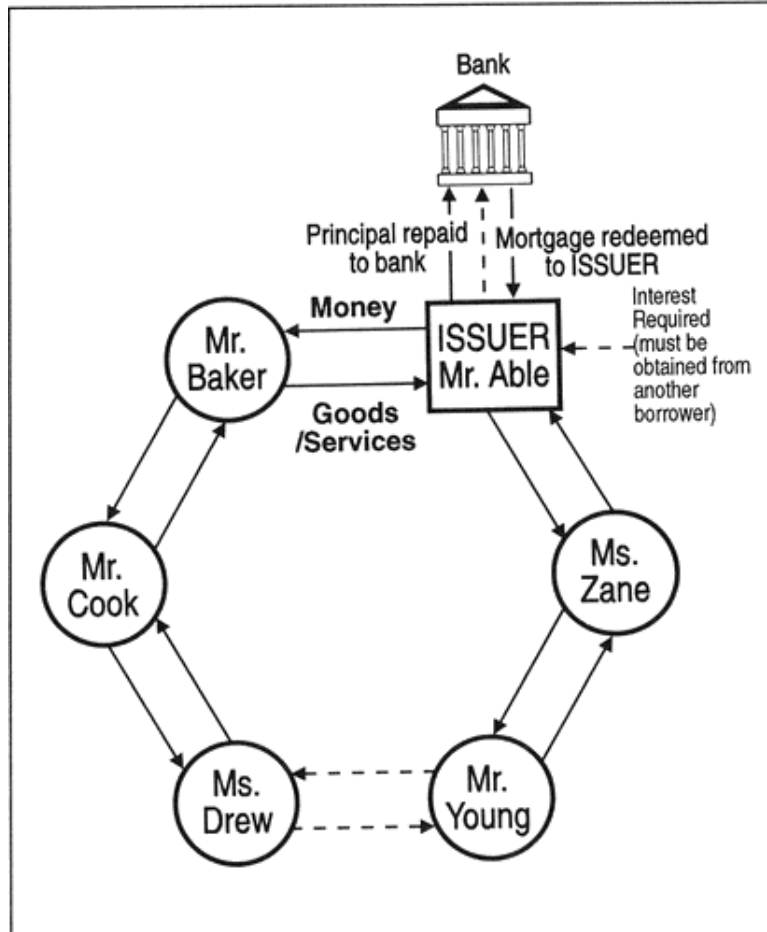 Bank
Principal repaid
to bank
Mortgage redeemed
to ISSUER
Interest
Required
(must be
obtained from
another
borrower)
Money
ISSUER
Mr. Able
Mr.
Baker
Goods
/Services
Mr.
Cook
Ms.
Zane
Ms.
Drew
Mr.
Young